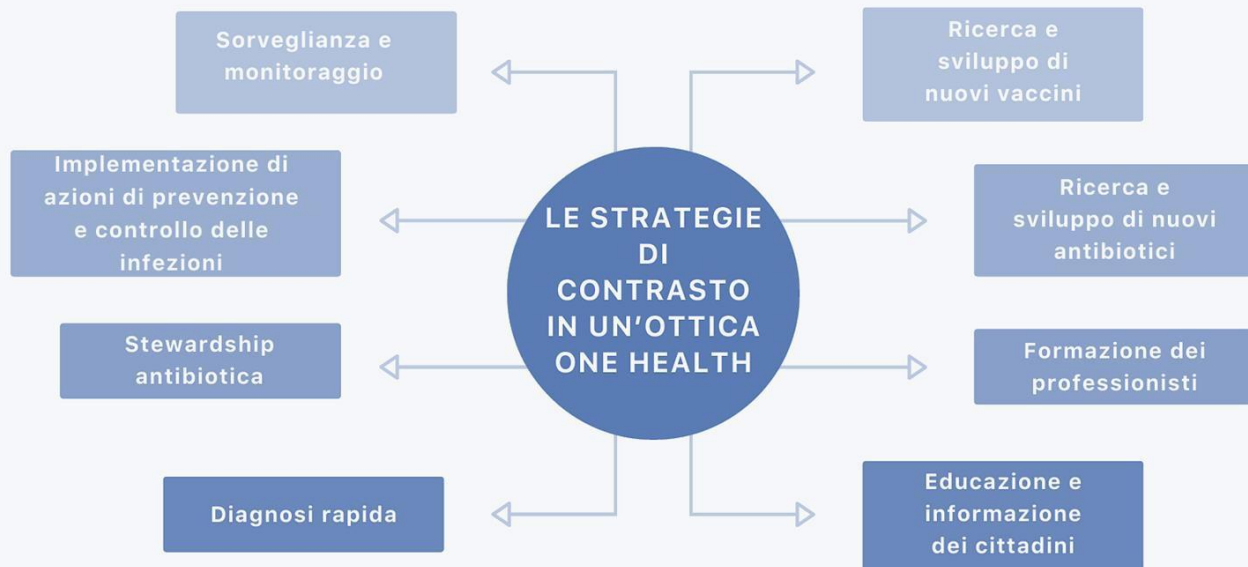 Sorveglianza e
monitoraggio
Ricerca e
sviluppo di
nuovi vaccini
Implementazione di
azioni di prevenzione
e controllo delle
infezioni
LE STRATEGIE
DI
CONTRASTO
IN UN’OTTICA
ONE HEALTH
Ricerca e
sviluppo di nuovi
antibiotici
Stewardship
antibiotica
Formazione dei
professionisti
Diagnosi rapida
Educazione e
informazione
dei cittadini